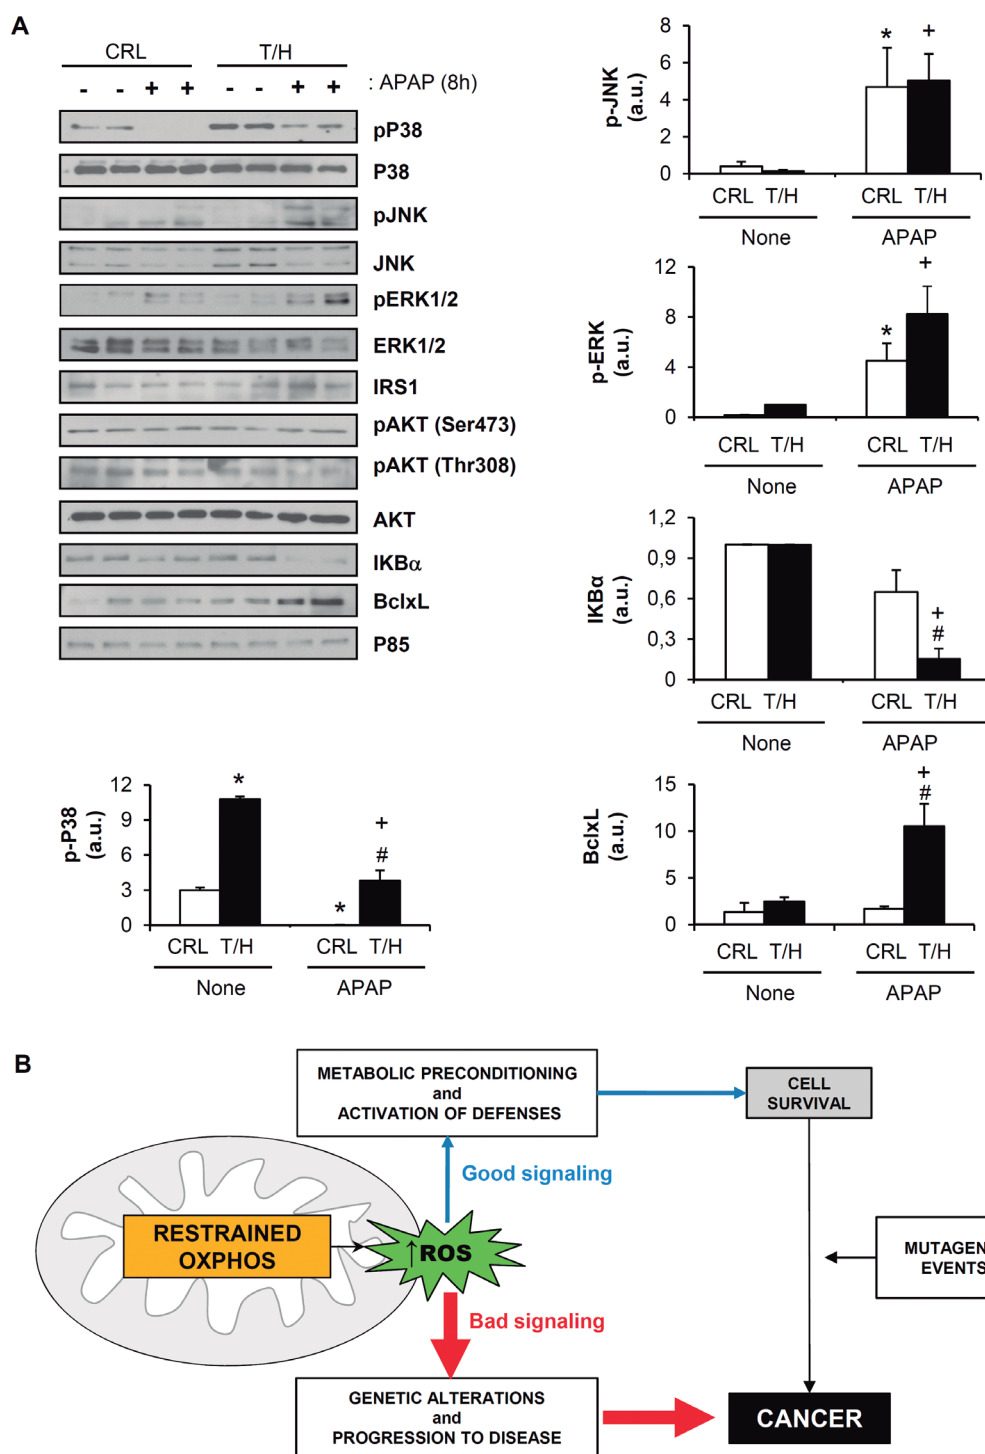 A
CRL T/H
- - + + - - + + : APAP (8h)
pP38
P38
pJNK
JNK
pERK1/2
ERK1/2
IRS1
pAKT (Ser473)
pAKT (Thr308)
AKT
IKBα
BclxL
P85
p-JNK
(a.u.)
8
6
4
2
0
* +
CRL T/H CRL T/H
None APAP
p-ERK
(a.u.)
12
8
4
0
* +
CRL T/H CRL T/H
None APAP
IKBα
(a.u.)
1,2
0,9
0,6
0,3
0
+
#
CRL T/H CRL T/H
None APAP
p-P38
(a.u.)
12
9
6
3
0
*
*
+
#
CRL T/H CRL T/H
None APAP
BclxL
(a.u.)
15
10
5
0
+
#
CRL T/H CRL T/H
None APAP
B
METABOLIC PRECONDITIONING
and
ACTIVATION OF DEFENSES
CELL
SURVIVAL
Good signaling
RESTRAINED
OXPHOS
↑ROS
MUTAGEN
EVENTS
Bad signaling
GENETIC ALTERATIONS
and
PROGRESSION TO DISEASE
CANCER